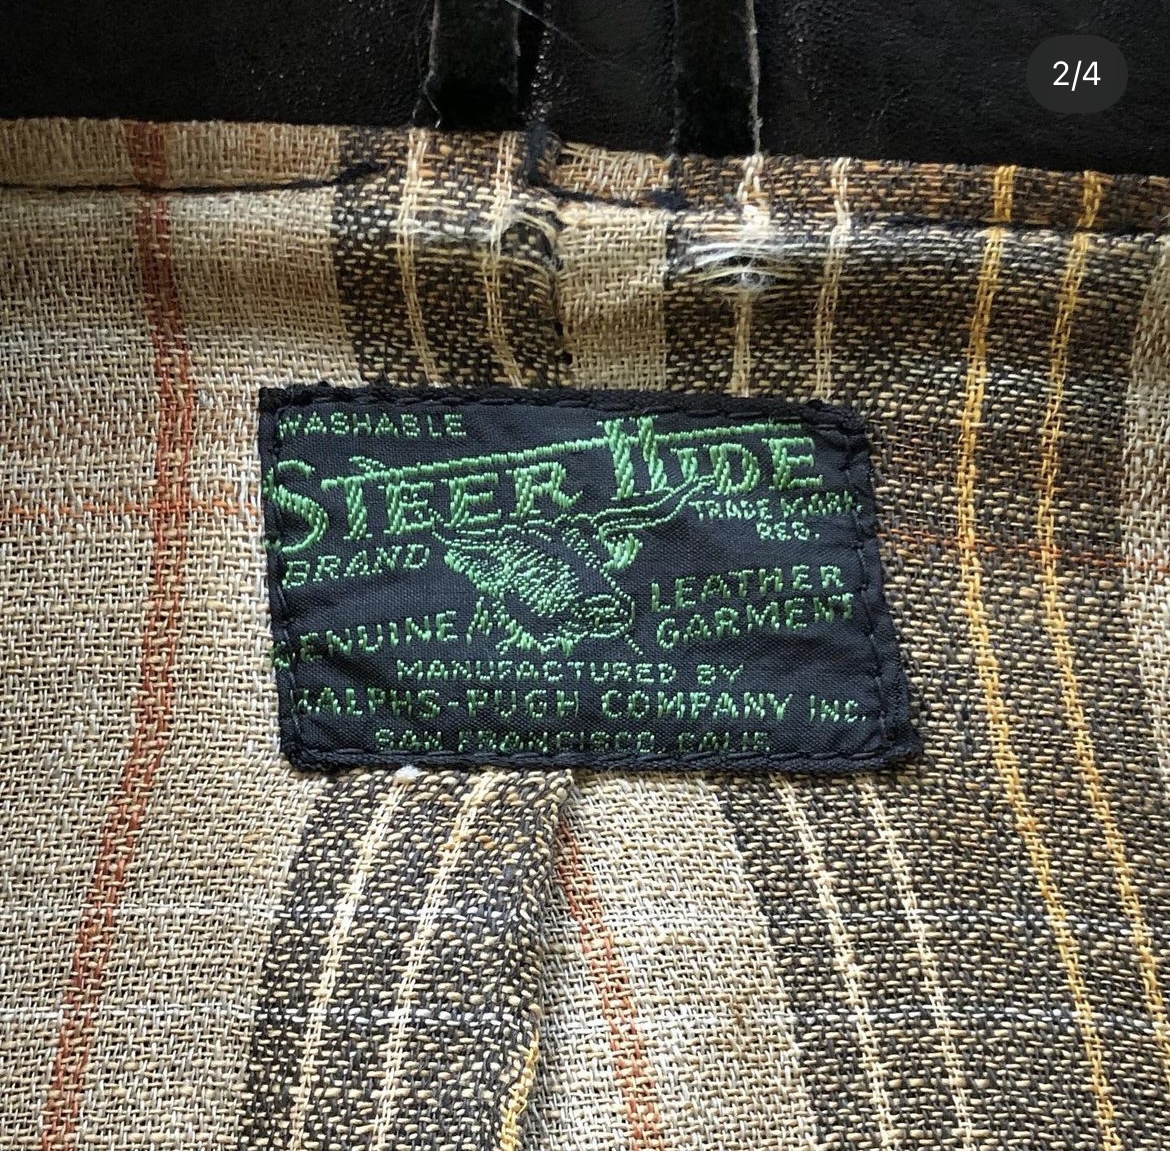 2/4
WASHABLE
STEER HIDE
TRADE MARK
REG.
BRAND
LEATHER
GENUINE GARMENT
MANUFACTURED BY
RALPHS-PUGH COMPANY INC.
SAN FRANCISCO, CALIF.